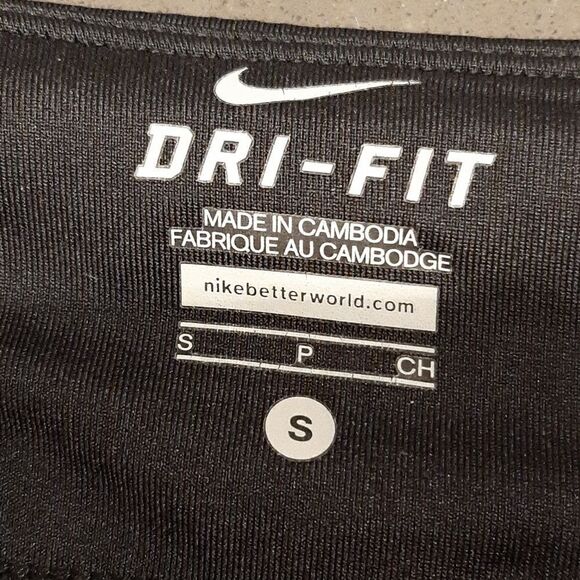 DRI-FIT
MADE IN CAMBODIA
FABRIQUE AU CAMBODGE
nikebetterworld.com
S P CH
S